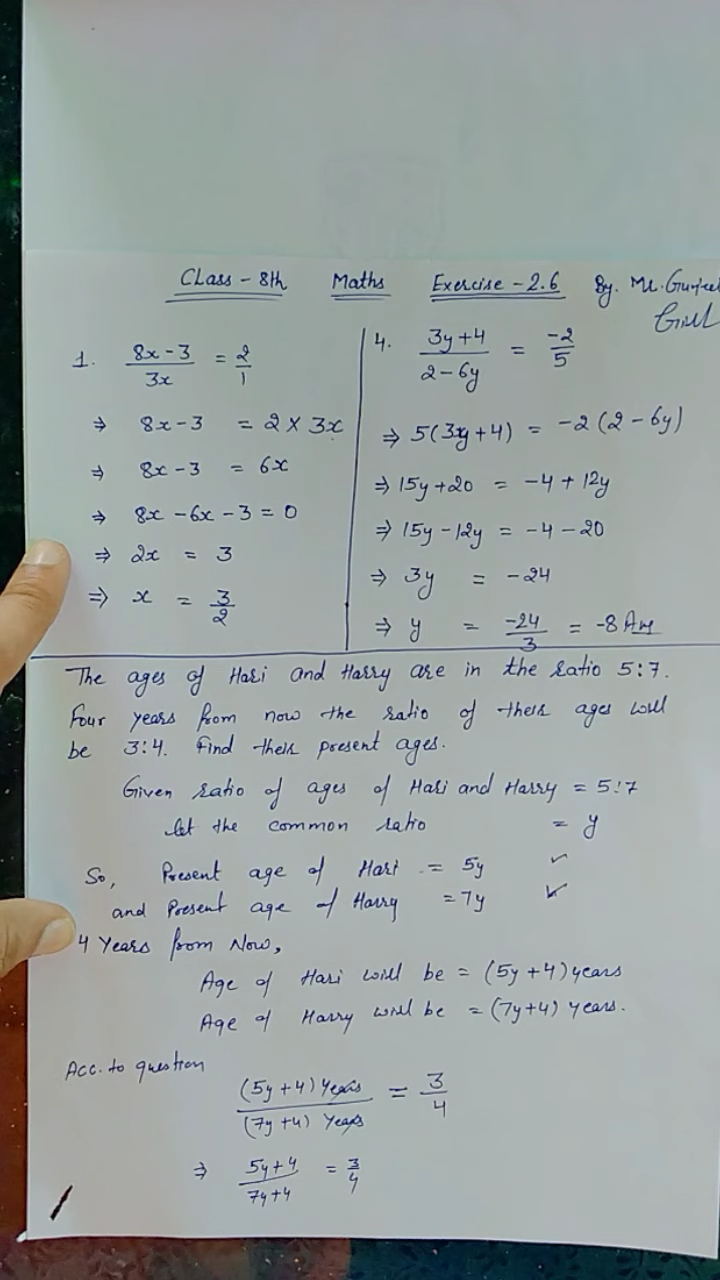 Class - 8th Maths Exercise - 2.6 By. Mr. Gurjeet
Gill
1. (8x - 3)/(3x) = 2/1
⇒ 8x - 3 = 2 × 3x
⇒ 8x - 3 = 6x
⇒ 8x - 6x - 3 = 0
⇒ 2x = 3
⇒ x = 3/2
4. (3y + 4)/(2 - 6y) = -2/5
⇒ 5(3y + 4) = -2(2 - 6y)
⇒ 15y + 20 = -4 + 12y
⇒ 15y - 12y = -4 - 20
⇒ 3y = -24
⇒ y = -24/3 = -8 Ans
The ages of Hari and Harry are in the ratio 5:7.
Four years from now the ratio of their ages will
be 3:4. Find their present ages.
Given ratio of ages of Hari and Harry = 5:7
let the common ratio = y
So, Present age of Hari = 5y ✓
and Present age of Harry = 7y ✓
4 Years from Now,
Age of Hari will be = (5y + 4) years
Age of Harry will be = (7y + 4) years.
Acc. to question
(5y + 4) Years/(7y + 4) Years = 3/4
⇒ (5y + 4)/(7y + 4) = 3/4